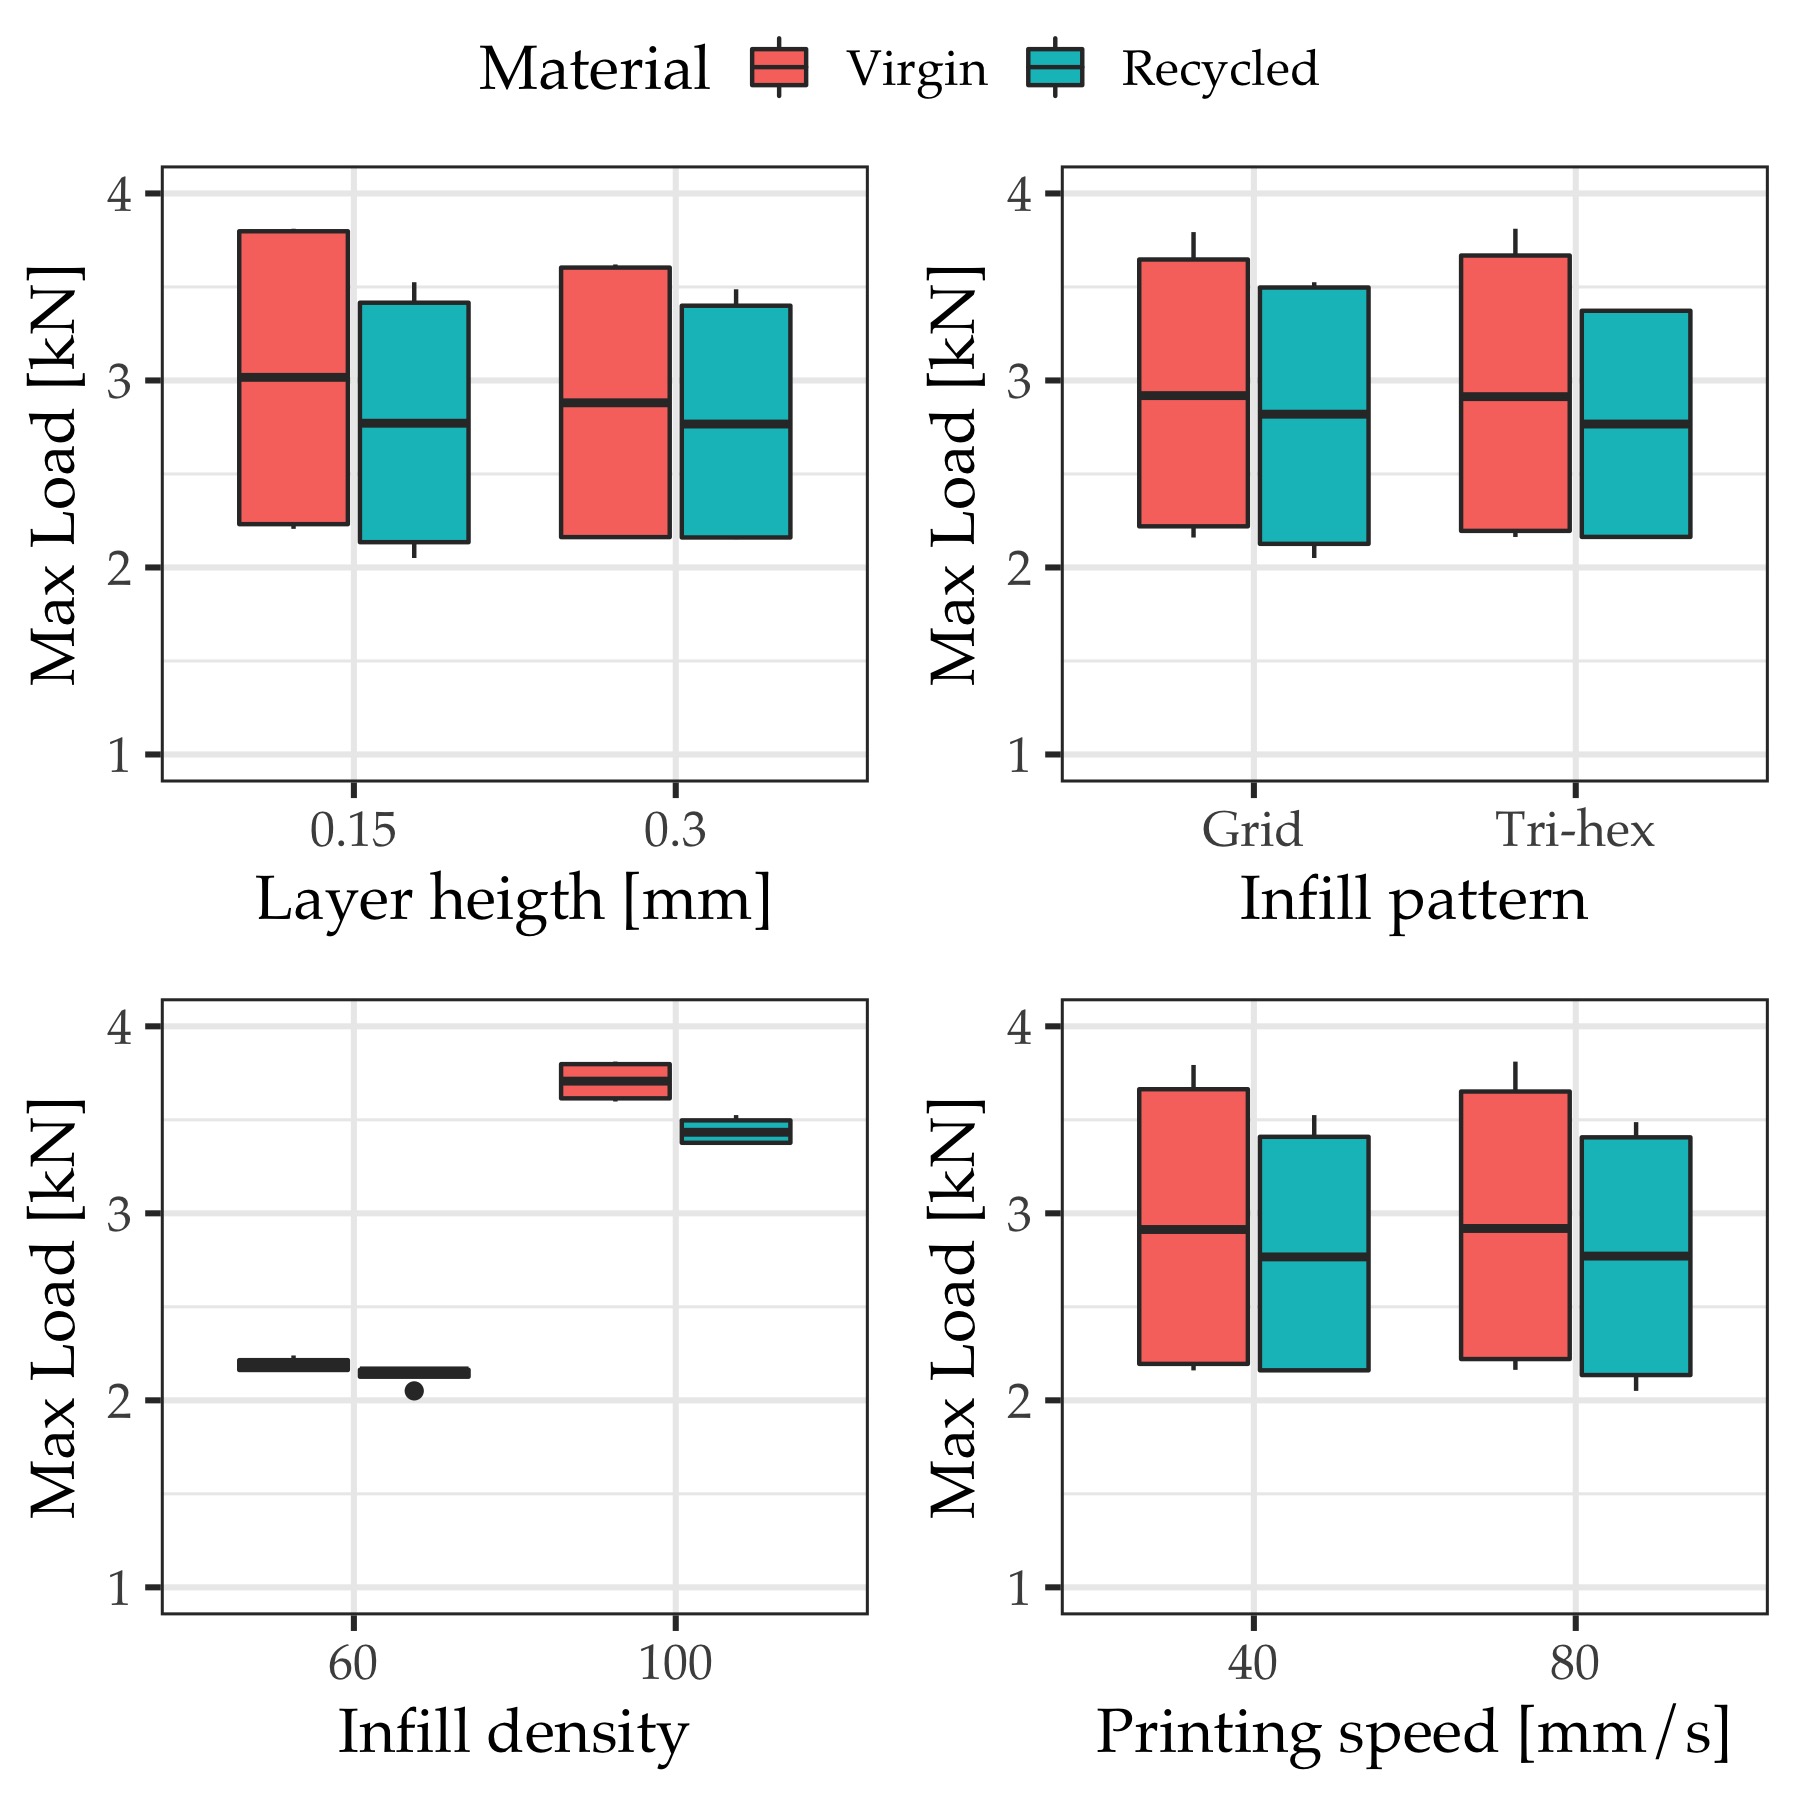 Material Virgin Recycled
Max Load [kN]
4
3
2
1
0.15 0.3
Layer heigth [mm]
Max Load [kN]
4
3
2
1
Grid Tri-hex
Infill pattern
Max Load [kN]
4
3
2
1
60 100
Infill density
Max Load [kN]
4
3
2
1
40 80
Printing speed [mm/s]